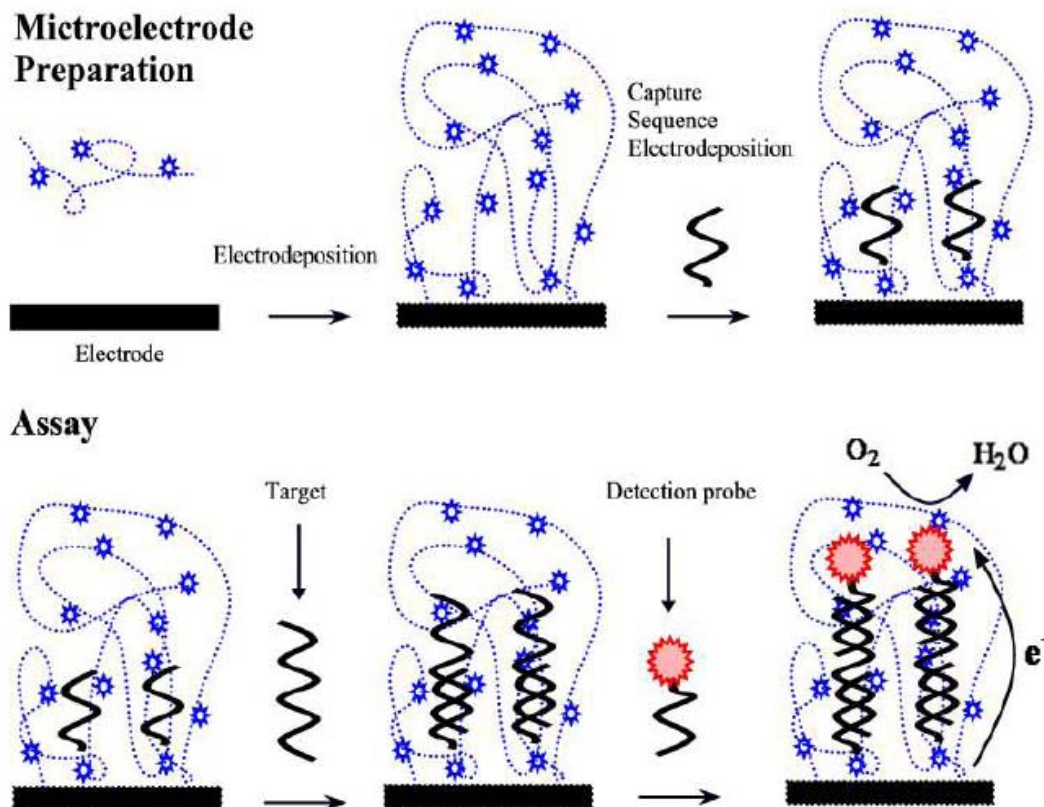 Mictroelectrode
Preparation
Capture
Sequence
Electrodeposition
Electrodeposition
Electrode
Assay
Target
Detection probe
O₂
H₂O
e⁻